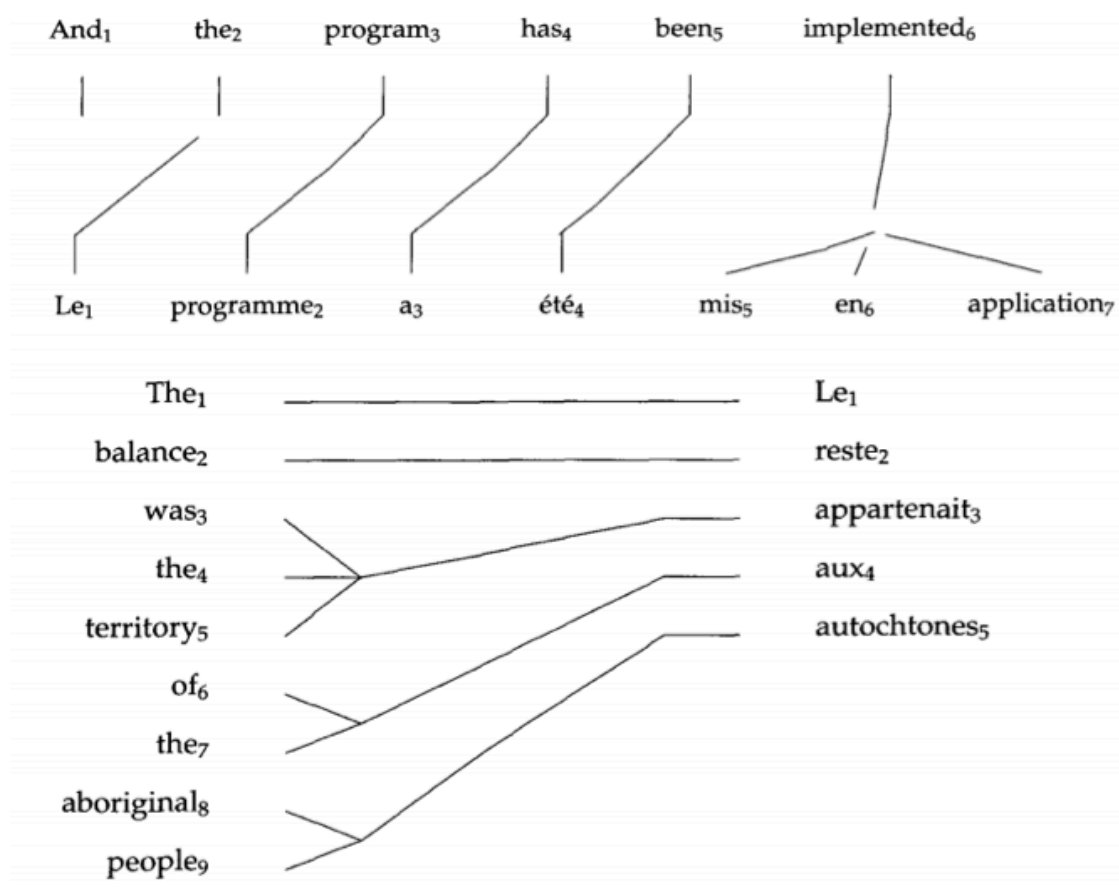 And₁ the₂ program₃ has₄ been₅ implemented₆
Le₁ programme₂ a₃ été₄ mis₅ en₆ application₇
The₁ Le₁
balance₂ reste₂
was₃ appartenait₃
the₄ aux₄
territory₅ autochtones₅
of₆
the₇
aboriginal₈
people₉